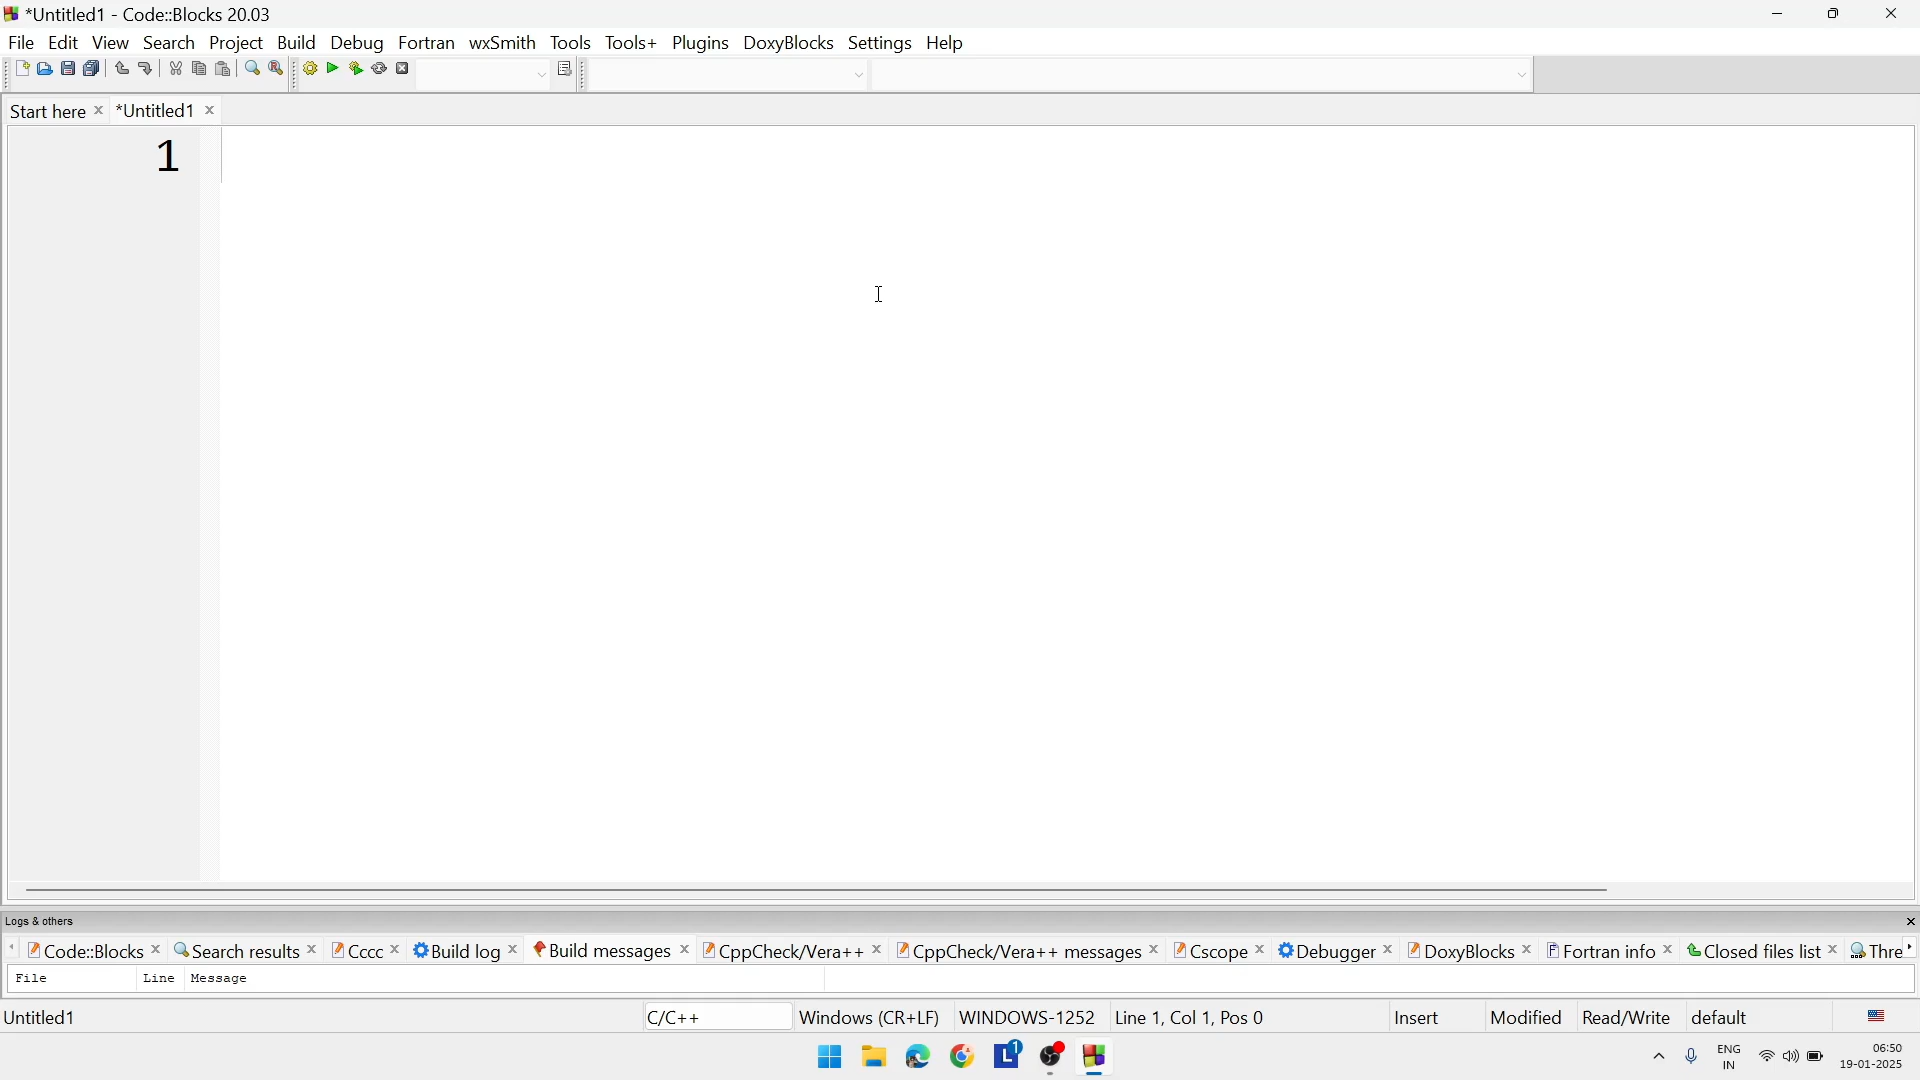 *Untitled1 - Code::Blocks 20.03
File Edit View Search Project Build Debug Fortran wxSmith Tools Tools+ Plugins DoxyBlocks Settings Help
Start here *Untitled1
1
Logs & others
Code::Blocks Search results Cccc Build log Build messages CppCheck/Vera++ CppCheck/Vera++ messages Cscope Debugger DoxyBlocks Fortran info Closed files list Thre
File Line Message
Untitled1 C/C++ Windows (CR+LF) WINDOWS-1252 Line 1, Col 1, Pos 0 Insert Modified Read/Write default
L 1 ENG 06:50
IN 19-01-2025